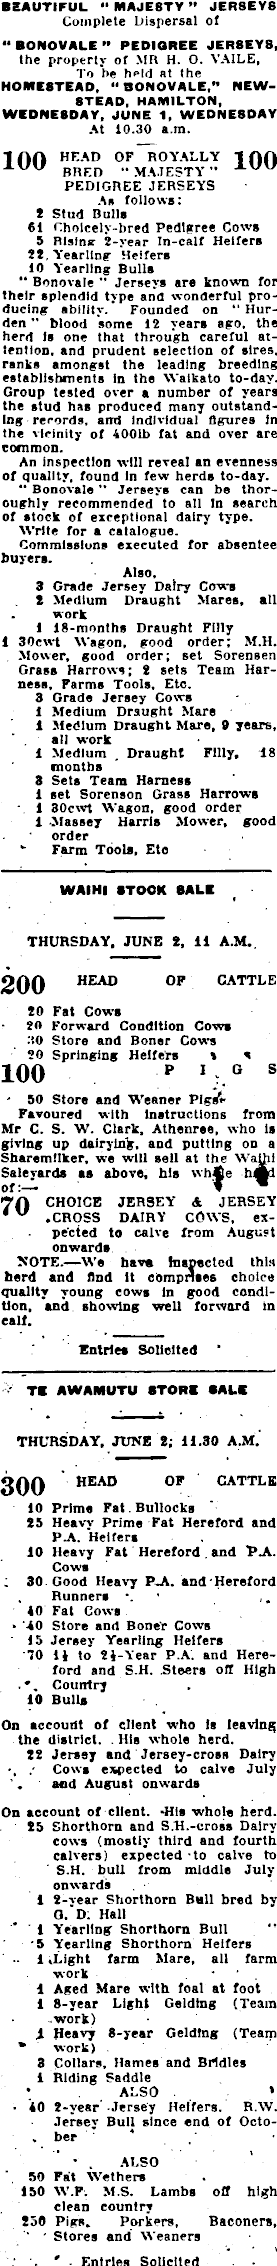 BEAUTIFUL "MAJESTY" JERSEYS
Complete Dispersal of
"BONOVALE" PEDIGREE JERSEYS,
the property of MR H. O. VAILE,
To be held at the
HOMESTEAD, "BONOVALE," NEW-
STEAD, HAMILTON,
WEDNESDAY, JUNE 1, WEDNESDAY
At 10.30 a.m.
100 HEAD OF ROYALLY 100
BRED "MAJESTY"
PEDIGREE JERSEYS
As follows:
2 Stud Bulls
61 Choicely-bred Pedigree Cows
5 Rising 2-year In-calf Heifers
22 Yearling Heifers
10 Yearling Bulls
"Bonovale" Jerseys are known for
their splendid type and wonderful pro-
ducing ability. Founded on "Hur-
den" blood some 12 years ago, the
herd is one that through careful at-
tention, and prudent selection of sires,
ranks amongst the leading breeding
establishments in the Waikato to-day.
Group tested over a number of years
the stud has produced many outstand-
ing records, and individual figures in
the vicinity of 400lb fat and over are
common.
An inspection will reveal an evenness
of quality, found in few herds to-day.
"Bonovale" Jerseys can be thor-
oughly recommended to all in search
of stock of exceptional dairy type.
Write for a catalogue.
Commissions executed for absentee
buyers.
Also,
3 Grade Jersey Dairy Cows
2 Medium Draught Mares, all
work
1 18-months Draught Filly
1 30cwt Wagon, good order; M.H.
Mower, good order; set Sorensen
Grass Harrows; 2 sets Team Har-
ness, Farms Tools, Etc.
3 Grade Jersey Cows
1 Medium Draught Mare
1 Medium Draught Mare, 9 years,
all work
1 Medium Draught Filly, 18
months
3 Sets Team Harness
1 set Sorenson Grass Harrows
1 30cwt Wagon, good order
1 Massey Harris Mower, good
order
Farm Tools, Etc
WAIHI STOCK SALE
THURSDAY, JUNE 2, 11 A.M.
200 HEAD OF CATTLE
20 Fat Cows
20 Forward Condition Cows
30 Store and Boner Cows
20 Springing Heifers
100 PIGS
50 Store and Weaner Pigs
Favoured with instructions from
Mr C. S. W. Clark, Athenree, who is
giving up dairying, and putting on a
Sharemilker, we will sell at the Waihi
Saleyards as above, his whole herd
of:—
70 CHOICE JERSEY & JERSEY
CROSS DAIRY COWS, ex-
pected to calve from August
onwards
NOTE.—We have inspected this
herd and find it comprises choice
quality young cows in good condi-
tion, and showing well forward in
calf.
Entries Solicited
TE AWAMUTU STORE SALE
THURSDAY, JUNE 2; 11.30 A.M.
300 HEAD OF CATTLE
10 Prime Fat Bullocks
25 Heavy Prime Fat Hereford and
P.A. Heifers
10 Heavy Fat Hereford and P.A.
Cows
30 Good Heavy P.A. and Hereford
Runners
40 Fat Cows
40 Store and Boner Cows
15 Jersey Yearling Heifers
70 1½ to 2½-Year P.A. and Here-
ford and S.H. Steers off High
Country
10 Bulls
On account of client who is leaving
the district. His whole herd.
22 Jersey and Jersey-cross Dairy
Cows expected to calve July
and August onwards
On account of client. His whole herd.
25 Shorthorn and S.H.-cross Dairy
cows (mostly third and fourth
calvers) expected to calve to
S.H. bull from middle July
onwards
1 2-year Shorthorn Bull bred by
G. D. Hall
1 Yearling Shorthorn Bull
5 Yearling Shorthorn Heifers
1 Light farm Mare, all farm
work
1 Aged Mare with foal at foot
1 8-year Light Gelding (Team
work)
1 Heavy 8-year Gelding (Team
work)
3 Collars, Hames and Bridles
1 Riding Saddle
ALSO
40 2-year Jersey Heifers. R.W.
Jersey Bull since end of Octo-
ber
ALSO
50 Fat Wethers
150 W.F. M.S. Lambs off high
clean country
250 Pigs, Porkers, Baconers,
Stores and Weaners
Entries Solicited